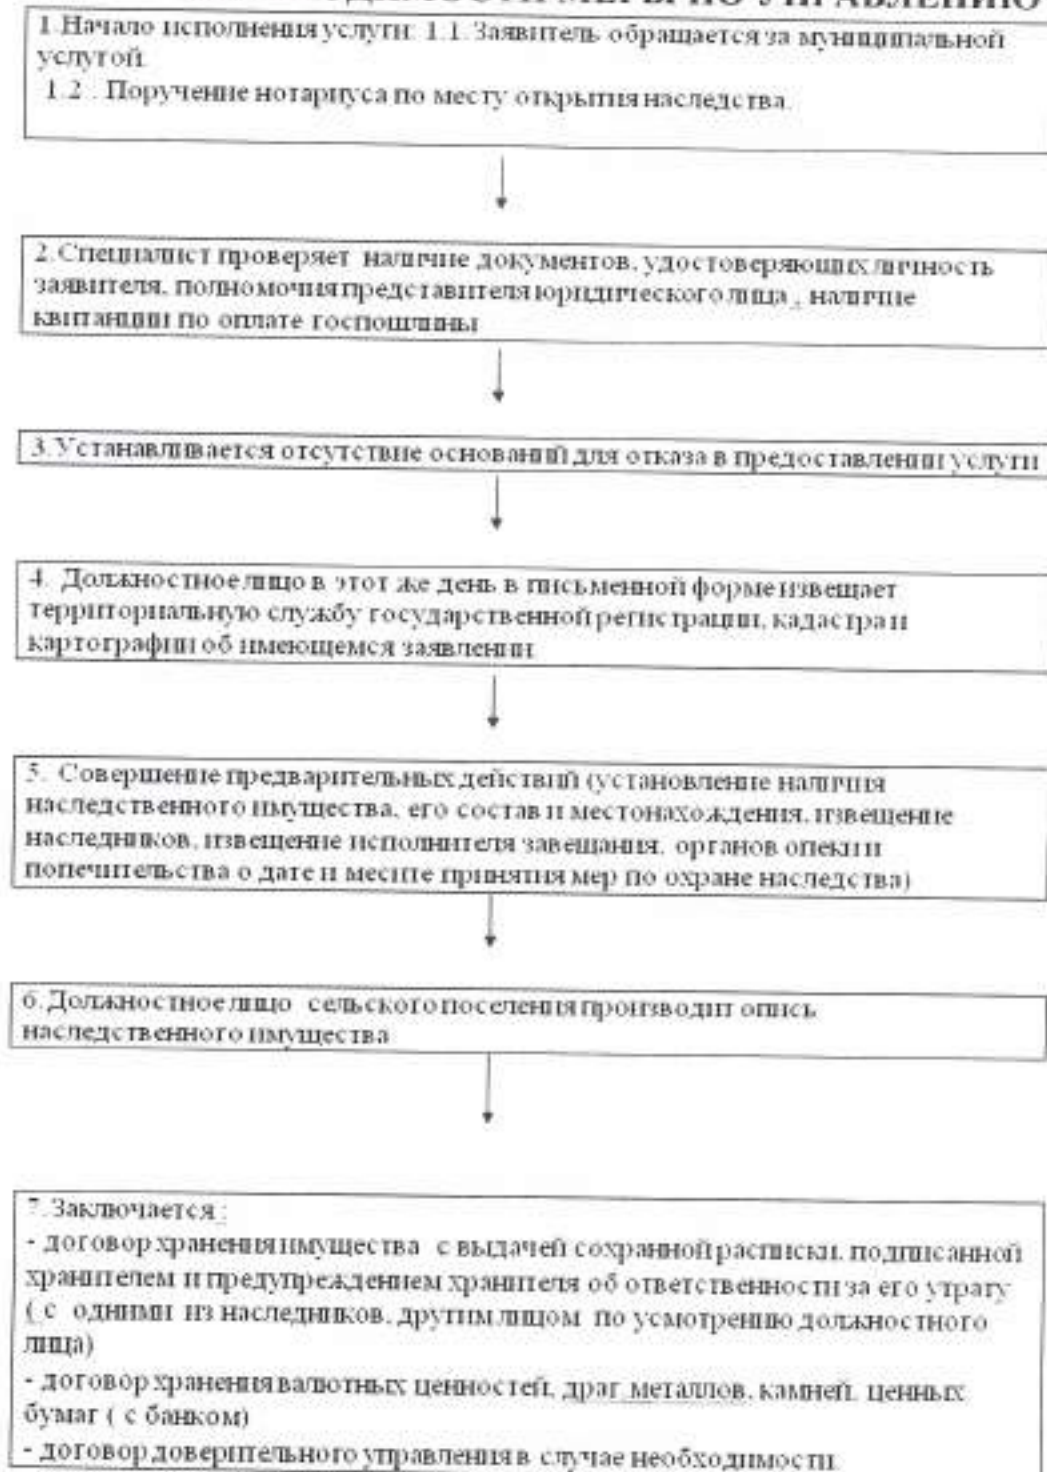 МЕРЫ ПО УПРАВЛЕНИЮ
1.Начало исполнения услуги: 1.1. Заявитель обращается за муниципальной
услугой.
1.2 . Поручение нотариуса по месту открытия наследства.
2.Специалист проверяет наличие документов, удостоверяющих личность
заявителя, полномочия представителя юридического лица , наличие
квитанции по оплате госпошлины
3.Устанавливается отсутствие оснований для отказа в предоставлении услуги
4. Должностное лицо в этот же день в письменной форме извещает
территориальную службу государственной регистрации, кадастра и
картографии об имеющемся заявлении
5. Совершение предварительных действий (установление наличия
наследственного имущества, его состав и местонахождения, извещение
наследников, извещение исполнителя завещания, органов опеки и
попечительства о дате и месите принятия мер по охране наследства)
6.Должностное лицо сельского поселения производит опись
наследственного имущества
7.Заключается :
- договор хранения имущества с выдачей сохранной расписки, подписанной
хранителем и предупреждением хранителя об ответственности за его утрату
( с одними из наследников, другим лицом по усмотрению должностного
лица)
- договор хранения валютных ценностей, драг.металлов, камней, ценных
бумаг ( с банком)
- договор доверительного управления в случае необходимости.